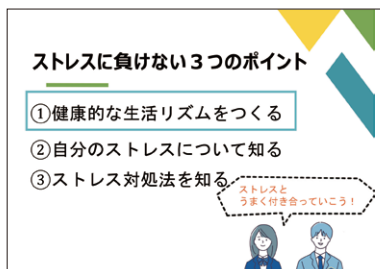 ストレスに負けない３つのポイント
①健康的な生活リズムをつくる
②自分のストレスについて知る
③ストレス対処法を知る
ストレスと
うまく付き合っていこう！